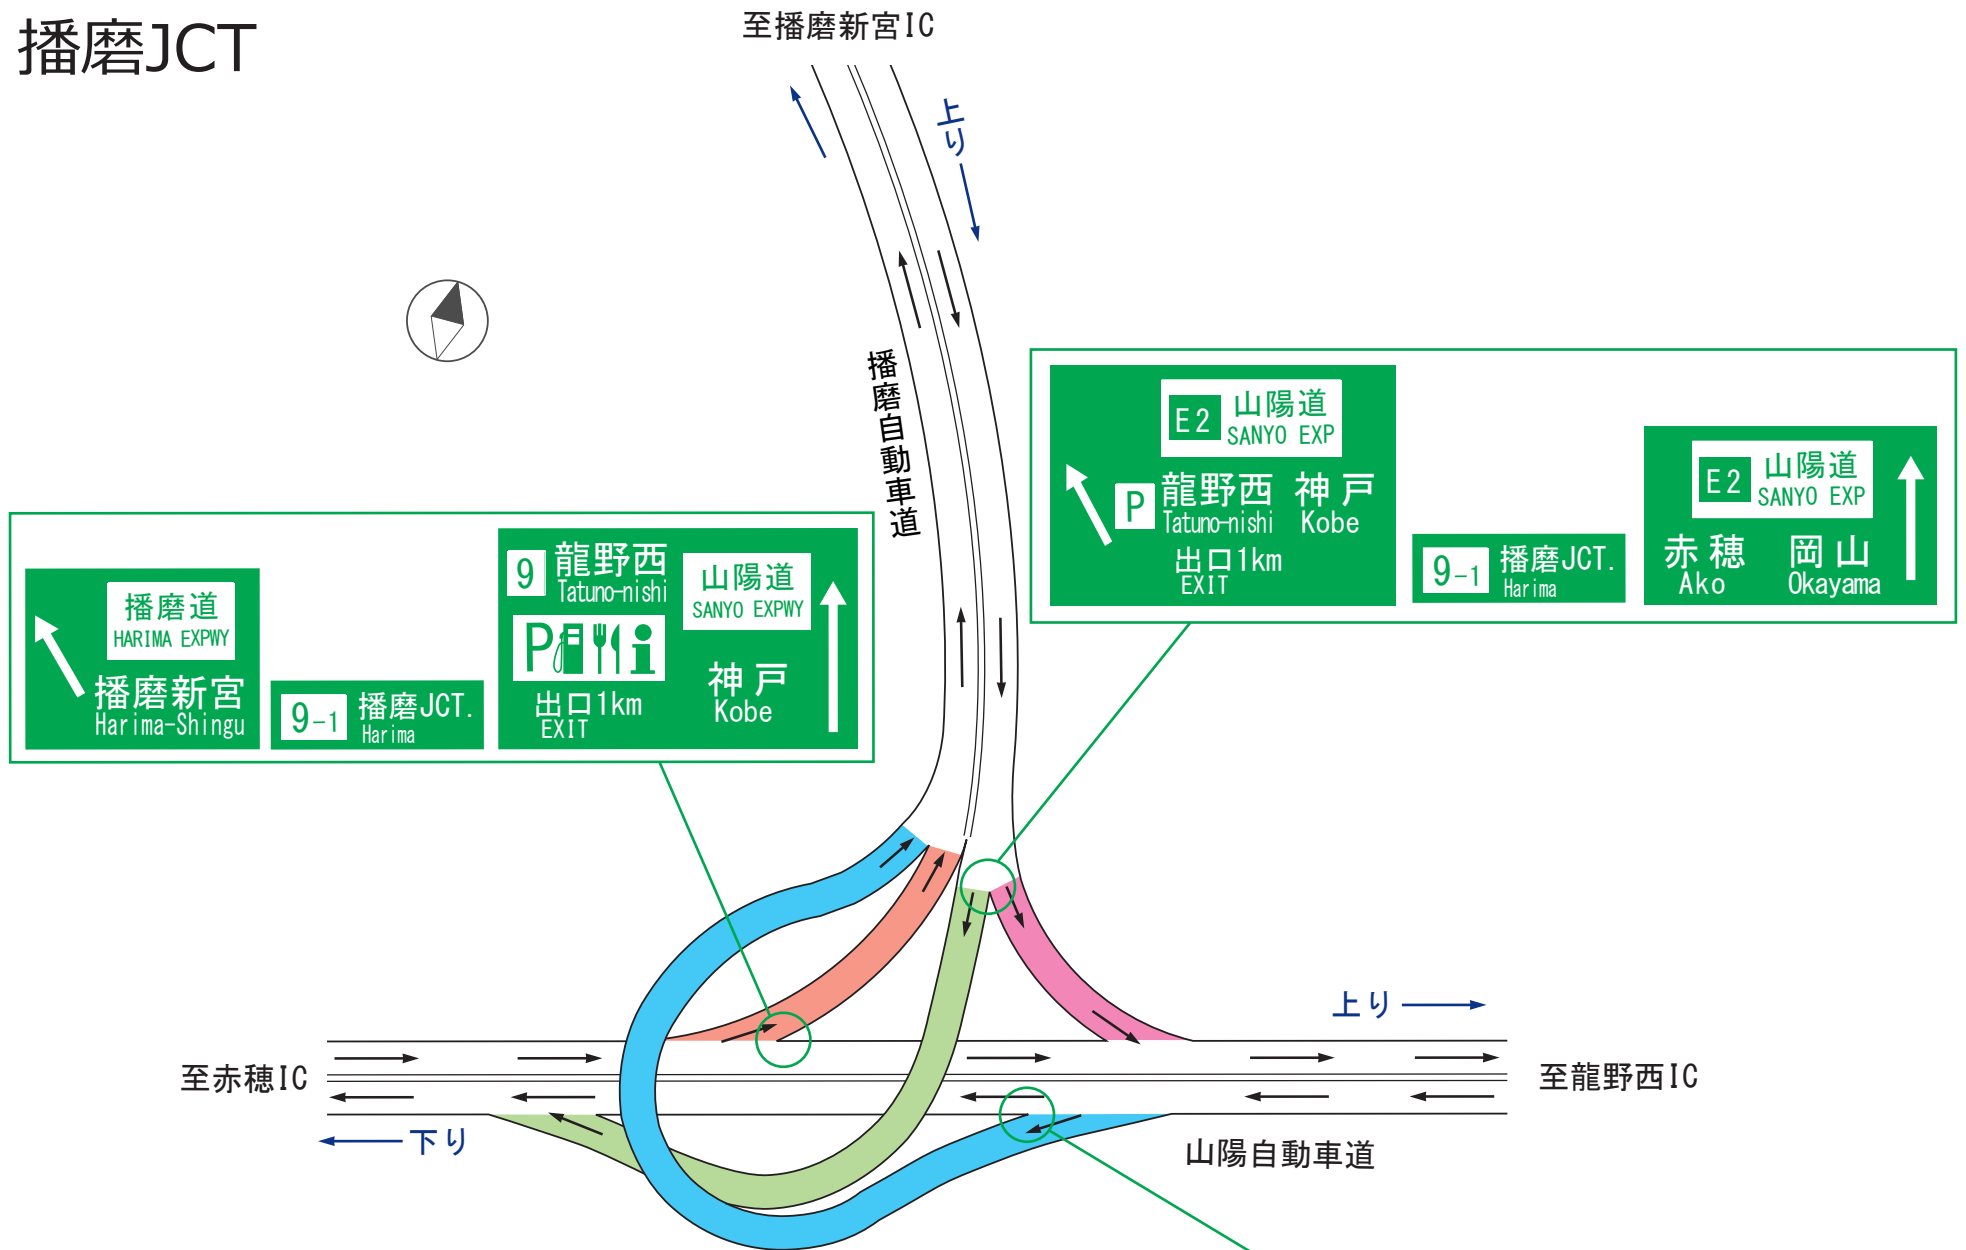 播磨JCT
至播磨新宮IC
上り
播磨自動車道
E2 山陽道
SANYO EXP
P 龍野西 神戸
Tatuno-nishi Kobe
出口1km
EXIT
9-1 播磨JCT.
Harima
E2 山陽道
SANYO EXP
赤穂 岡山
Ako Okayama
播磨道
HARIMA EXPWY
播磨新宮
Harima-Shingu
9-1 播磨JCT.
Harima
9 龍野西
Tatuno-nishi
P
出口1km
EXIT
山陽道
SANYO EXPWY
神戸
Kobe
上り
至赤穂IC
至龍野西IC
下り
山陽自動車道